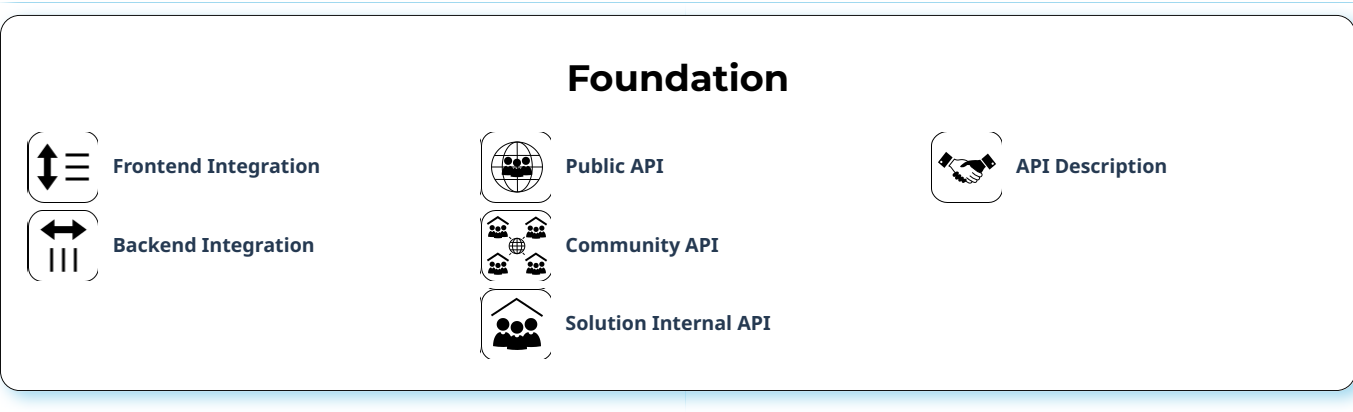 Foundation
Frontend Integration
Backend Integration
Public API
Community API
Solution Internal API
API Description